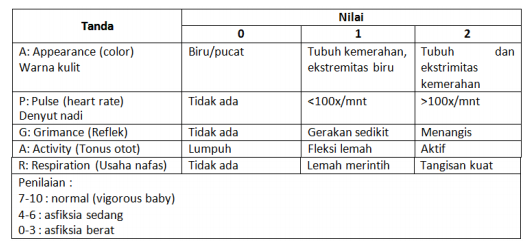 Tanda
Nilai
0
1
2
A: Appearance (color)
Warna kulit
Biru/pucat
Tubuh kemerahan,
ekstremitas biru
Tubuh dan
ekstrimitas
kemerahan
P: Pulse (heart rate)
Denyut nadi
Tidak ada
<100x/mnt
>100x/mnt
G: Grimance (Reflek)
Tidak ada
Gerakan sedikit
Menangis
A: Activity (Tonus otot)
Lumpuh
Fleksi lemah
Aktif
R: Respiration (Usaha nafas)
Tidak ada
Lemah merintih
Tangisan kuat
Penilaian :
7-10 : normal (vigorous baby)
4-6 : asfiksia sedang
0-3 : asfiksia berat